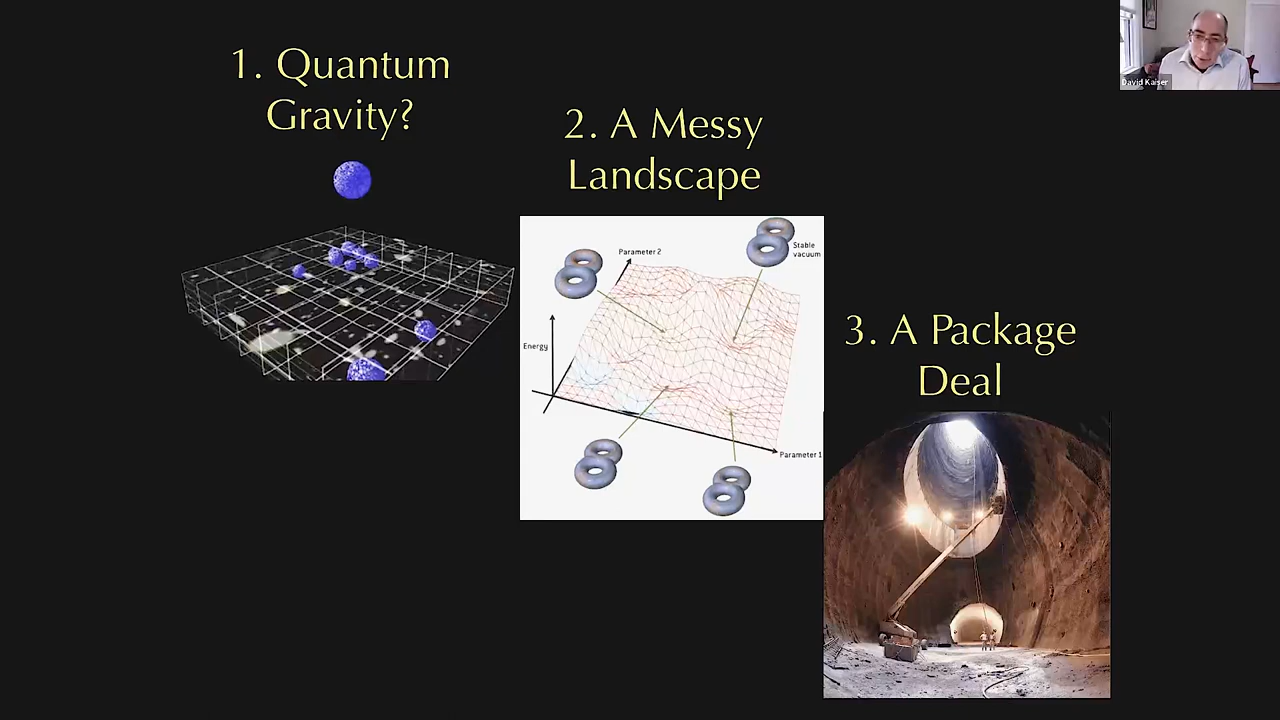 1. Quantum
Gravity?
2. A Messy
Landscape
Parameter 2
Stable
vacuum
Energy
Parameter 1
3. A Package
Deal
David Kaiser